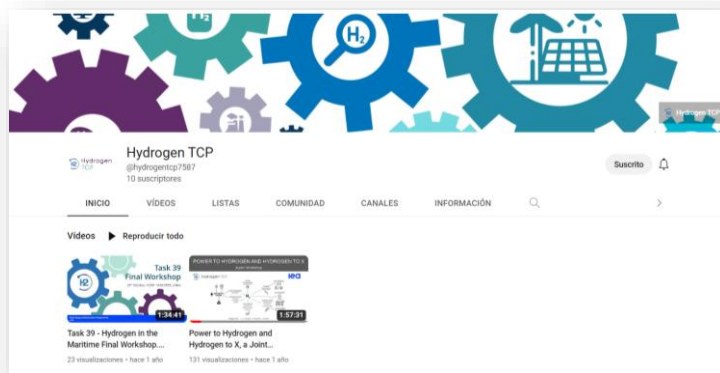 H₂
Hydrogen TCP
Hydrogen TCP
Hydrogen TCP
@hydrogentcp7587
10 suscriptores
Suscrito
INICIO VÍDEOS LISTAS COMUNIDAD CANALES INFORMACIÓN
Vídeos Reproducir todo
Task 39
Final Workshop
H2
1:34:41
POWER TO HYDROGEN AND HYDROGEN TO X
iea
1:57:31
Task 39 - Hydrogen in the
Maritime Final Workshop....
23 visualizaciones • hace 1 año
Power to Hydrogen and
Hydrogen to X, a Joint...
131 visualizaciones • hace 1 año